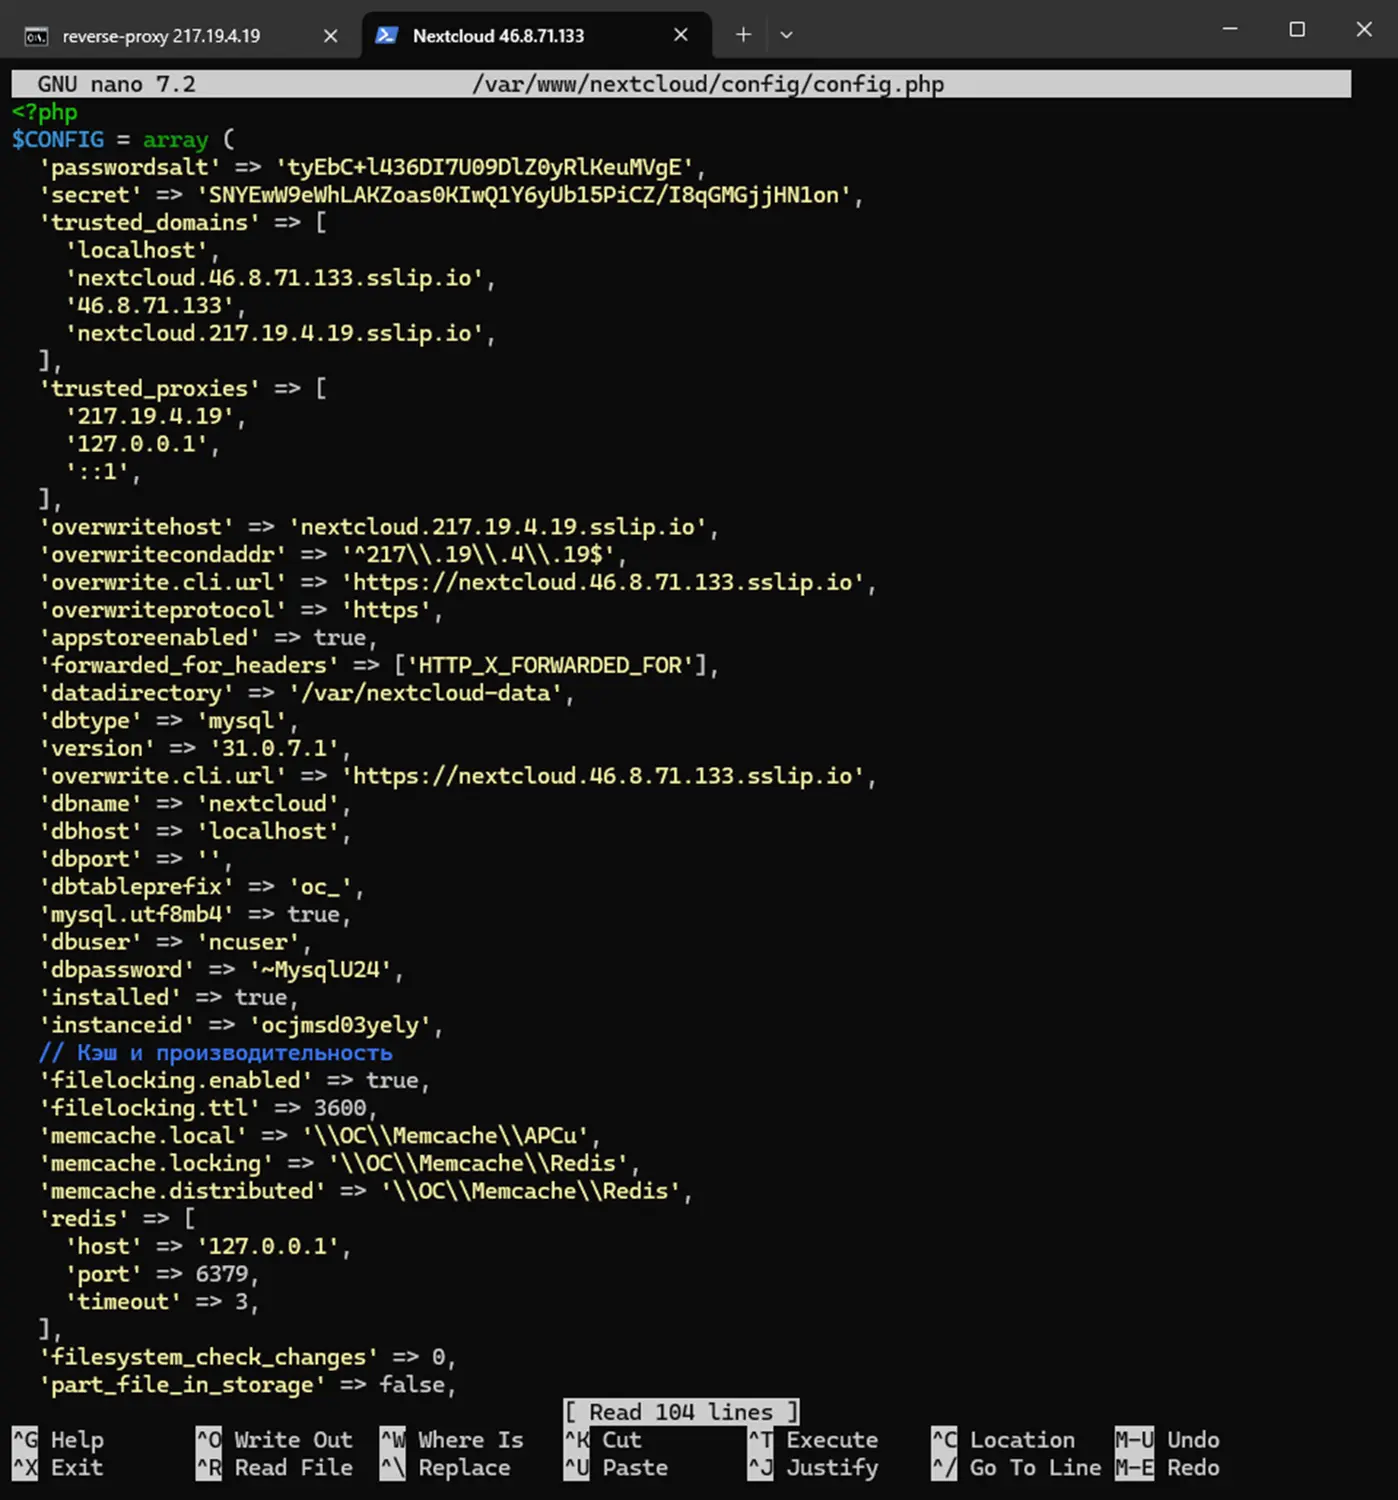 reverse-proxy 217.19.4.19
Nextcloud 46.8.71.133
GNU nano 7.2 /var/www/nextcloud/config/config.php
<?php
$CONFIG = array (
'passwordsalt' => 'tyEbC+l436DI7U09DlZ0yRlKeuMVgE',
'secret' => 'SNYEwW9eWhLAKZoas0KIwQ1Y6yUb15PiCZ/I8qGMGjjHN1on',
'trusted_domains' => [
'localhost',
'nextcloud.46.8.71.133.sslip.io',
'46.8.71.133',
'nextcloud.217.19.4.19.sslip.io',
],
'trusted_proxies' => [
'217.19.4.19',
'127.0.0.1',
'::1',
],
'overwritehost' => 'nextcloud.217.19.4.19.sslip.io',
'overwritecondaddr' => '^217\\.19\\.4\\.19$',
'overwrite.cli.url' => 'https://nextcloud.46.8.71.133.sslip.io',
'overwriteprotocol' => 'https',
'appstoreenabled' => true,
'forwarded_for_headers' => ['HTTP_X_FORWARDED_FOR'],
'datadirectory' => '/var/nextcloud-data',
'dbtype' => 'mysql',
'version' => '31.0.7.1',
'overwrite.cli.url' => 'https://nextcloud.46.8.71.133.sslip.io',
'dbname' => 'nextcloud',
'dbhost' => 'localhost',
'dbport' => '',
'dbtableprefix' => 'oc_',
'mysql.utf8mb4' => true,
'dbuser' => 'ncuser',
'dbpassword' => '~MysqlU24',
'installed' => true,
'instanceid' => 'ocjmsd03yely',
// Кэш и производительность
'filelocking.enabled' => true,
'filelocking.ttl' => 3600,
'memcache.local' => '\\OC\\Memcache\\APCu',
'memcache.locking' => '\\OC\\Memcache\\Redis',
'memcache.distributed' => '\\OC\\Memcache\\Redis',
'redis' => [
'host' => '127.0.0.1',
'port' => 6379,
'timeout' => 3,
],
'filesystem_check_changes' => 0,
'part_file_in_storage' => false,
[ Read 104 lines ]
^G Help ^O Write Out ^W Where Is ^K Cut ^T Execute ^C Location M-U Undo
^X Exit ^R Read File ^\ Replace ^U Paste ^J Justify ^/ Go To Line M-E Redo